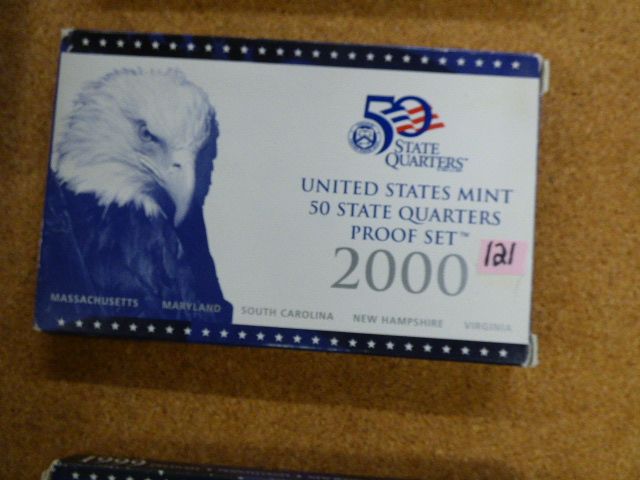 50
STATE
QUARTERS
UNITED STATES MINT
50 STATE QUARTERS
PROOF SET™
2000
121
MASSACHUSETTS MARYLAND SOUTH CAROLINA NEW HAMPSHIRE VIRGINIA
1999